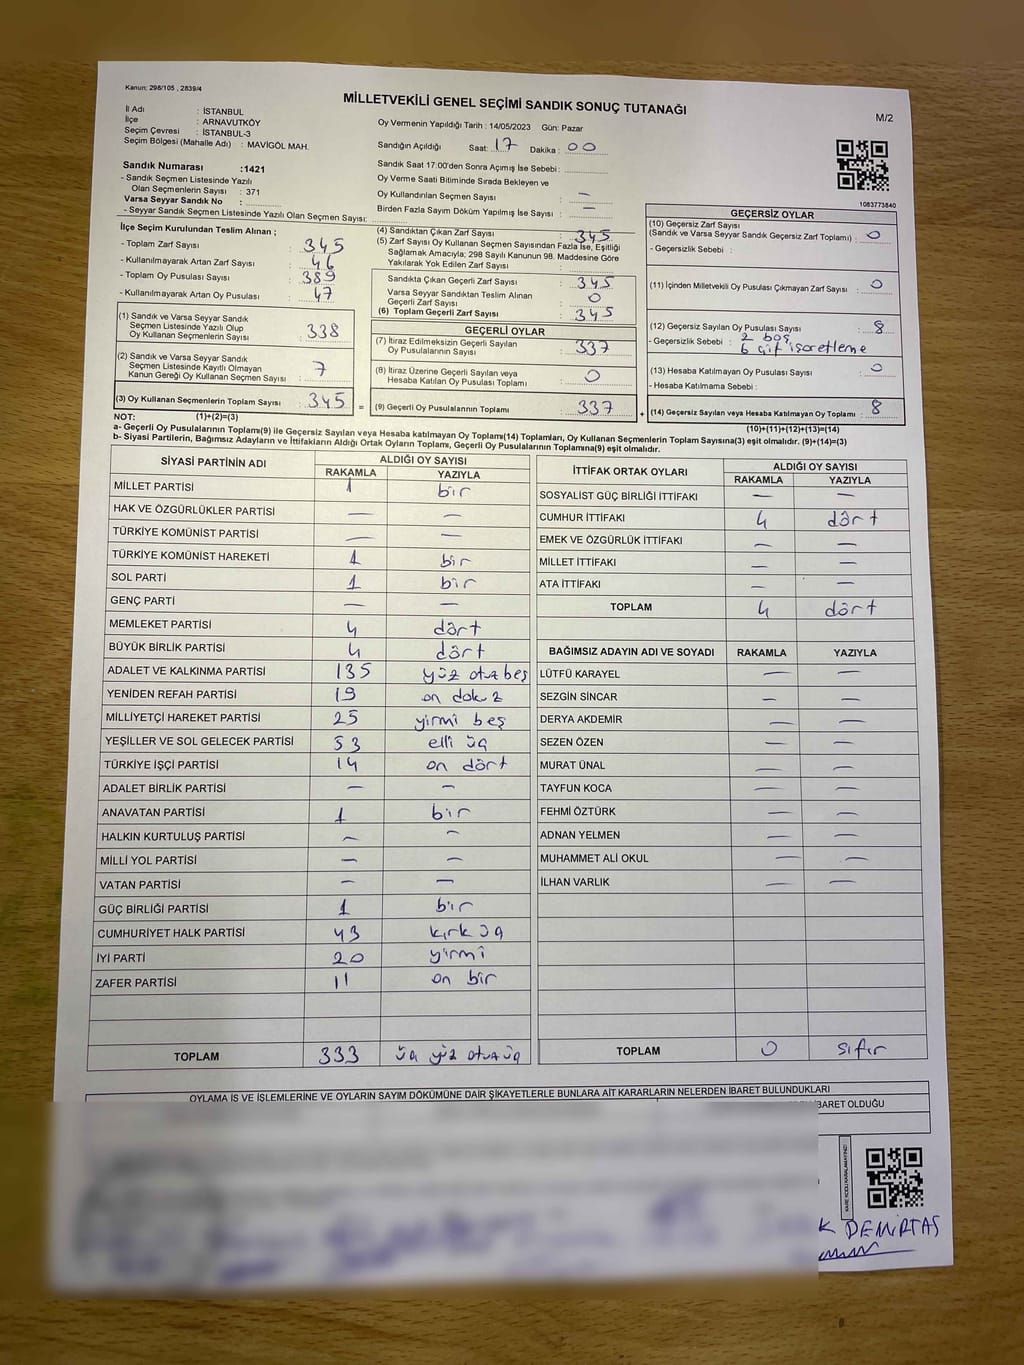 Kanun: 298/105 , 2839/4
MİLLETVEKİLİ GENEL SEÇİMİ SANDIK SONUÇ TUTANAĞI
M/2
İl Adı : İSTANBUL
İlçe : ARNAVUTKÖY
Seçim Çevresi : İSTANBUL-3
Seçim Bölgesi (Mahalle Adı) : MAVİGÖL MAH.
Oy Vermenin Yapıldığı Tarih : 14/05/2023 Gün: Pazar
Sandığın Açıldığı Saat: 17 Dakika : 00
Sandık Saat 17:00'den Sonra Açımış İse Sebebi :
Oy Verme Saati Bitiminde Sırada Bekleyen ve
Oy Kullandırılan Seçmen Sayısı : —
Birden Fazla Sayım Döküm Yapılmış İse Sayısı : —
1083773840
Sandık Numarası :1421
- Sandık Seçmen Listesinde Yazılı
Olan Seçmenlerin Sayısı : 371
Varsa Seyyar Sandık No :
- Seyyar Sandık Seçmen Listesinde Yazılı Olan Seçmen Sayısı:
İlçe Seçim Kurulundan Teslim Alınan ;
- Toplam Zarf Sayısı : 345
- Kullanılmayarak Artan Zarf Sayısı : 46
- Toplam Oy Pusulası Sayısı : 389
- Kullanılmayarak Artan Oy Pusulası : 47
(1) Sandık ve Varsa Seyyar Sandık
Seçmen Listesinde Yazılı Olup
Oy Kullanan Seçmenlerin Sayısı : 338
(2) Sandık ve Varsa Seyyar Sandık
Seçmen Listesinde Kayıtlı Olmayan
Kanun Gereği Oy Kullanan Seçmen Sayısı : 7
(3) Oy Kullanan Seçmenlerin Toplam Sayısı : 345
(4) Sandıktan Çıkan Zarf Sayısı : 345
(5) Zarf Sayısı Oy Kullanan Seçmen Sayısından Fazla İse, Eşitliği
Sağlamak Amacıyla; 298 Sayılı Kanunun 98. Maddesine Göre
Yakılarak Yok Edilen Zarf Sayısı :
Sandıkta Çıkan Geçerli Zarf Sayısı : 345
Varsa Seyyar Sandıktan Teslim Alınan
Geçerli Zarf Sayısı : 0
(6) Toplam Geçerli Zarf Sayısı : 345
GEÇERLİ OYLAR
(7) İtiraz Edilmeksizin Geçerli Sayılan
Oy Pusulalarının Sayısı : 337
(8) İtiraz Üzerine Geçerli Sayılan veya
Hesaba Katılan Oy Pusulası Toplamı : 0
= (9) Geçerli Oy Pusulalarının Toplamı : 337
GEÇERSİZ OYLAR
(10) Geçersiz Zarf Sayısı
(Sandık ve Varsa Seyyar Sandık Geçersiz Zarf Toplamı) : 0
- Geçersizlik Sebebi :
(11) İçinden Milletvekili Oy Pusulası Çıkmayan Zarf Sayısı : 0
(12) Geçersiz Sayılan Oy Pusulası Sayısı : 8
- Geçersizlik Sebebi : 2 boş
6 çift işaretleme
(13) Hesaba Katılmayan Oy Pusulası Sayısı : 0
- Hesaba Katılmama Sebebi :
+ (14) Geçersiz Sayılan veya Hesaba Katılmayan Oy Toplamı : 8
NOT: (1)+(2)=(3)
(10)+(11)+(12)+(13)=(14)
a- Geçerli Oy Pusulalarının Toplamı(9) ile Geçersiz Sayılan veya Hesaba katılmayan Oy Toplamı(14) Toplamları, Oy Kullanan Seçmenlerin Toplam Sayısına(3) eşit olmalıdır. (9)+(14)=(3)
b- Siyasi Partilerin, Bağımsız Adayların ve İttifakların Aldığı Ortak Oyların Toplamı, Geçerli Oy Pusulalarının Toplamına(9) eşit olmalıdır.
SİYASİ PARTİNİN ADI ALDIĞI OY SAYISI
RAKAMLA YAZIYLA
MİLLET PARTİSİ 1 bir
HAK VE ÖZGÜRLÜKLER PARTİSİ — —
TÜRKİYE KOMÜNİST PARTİSİ — —
TÜRKİYE KOMÜNİST HAREKETİ 1 bir
SOL PARTİ 1 bir
GENÇ PARTİ — —
MEMLEKET PARTİSİ 4 dört
BÜYÜK BİRLİK PARTİSİ 4 dört
ADALET VE KALKINMA PARTİSİ 135 yüz otuz beş
YENİDEN REFAH PARTİSİ 19 on dokuz
MİLLİYETÇİ HAREKET PARTİSİ 25 yirmi beş
YEŞİLLER VE SOL GELECEK PARTİSİ 53 elli üç
TÜRKİYE İŞÇİ PARTİSİ 14 on dört
ADALET BİRLİK PARTİSİ — —
ANAVATAN PARTİSİ 1 bir
HALKIN KURTULUŞ PARTİSİ — —
MİLLİ YOL PARTİSİ — —
VATAN PARTİSİ — —
GÜÇ BİRLİĞİ PARTİSİ 1 bir
CUMHURİYET HALK PARTİSİ 43 kırk üç
İYİ PARTİ 20 yirmi
ZAFER PARTİSİ 11 on bir
TOPLAM 333 üç yüz otuz üç
İTTİFAK ORTAK OYLARI ALDIĞI OY SAYISI
RAKAMLA YAZIYLA
SOSYALİST GÜÇ BİRLİĞİ İTTİFAKI — —
CUMHUR İTTİFAKI 4 dört
EMEK VE ÖZGÜRLÜK İTTİFAKI — —
MİLLET İTTİFAKI — —
ATA İTTİFAKI — —
TOPLAM 4 dört
BAĞIMSIZ ADAYIN ADI VE SOYADI RAKAMLA YAZIYLA
LÜTFÜ KARAYEL — —
SEZGİN SİNCAR — —
DERYA AKDEMİR — —
SEZEN ÖZEN — —
MURAT ÜNAL — —
TAYFUN KOCA — —
FEHMİ ÖZTÜRK — —
ADNAN YELMEN — —
MUHAMMET ALİ OKUL — —
İLHAN VARLIK — —
TOPLAM 0 sıfır
OYLAMA İŞ VE İŞLEMLERİNE VE OYLARIN SAYIM DÖKÜMÜNE DAİR ŞİKAYETLERLE BUNLARA AİT KARARLARIN NELERDEN İBARET BULUNDUKLARI
İBARET OLDUĞU
KARE KODU KARALAMAYINIZ!
K DEMİRTAŞ